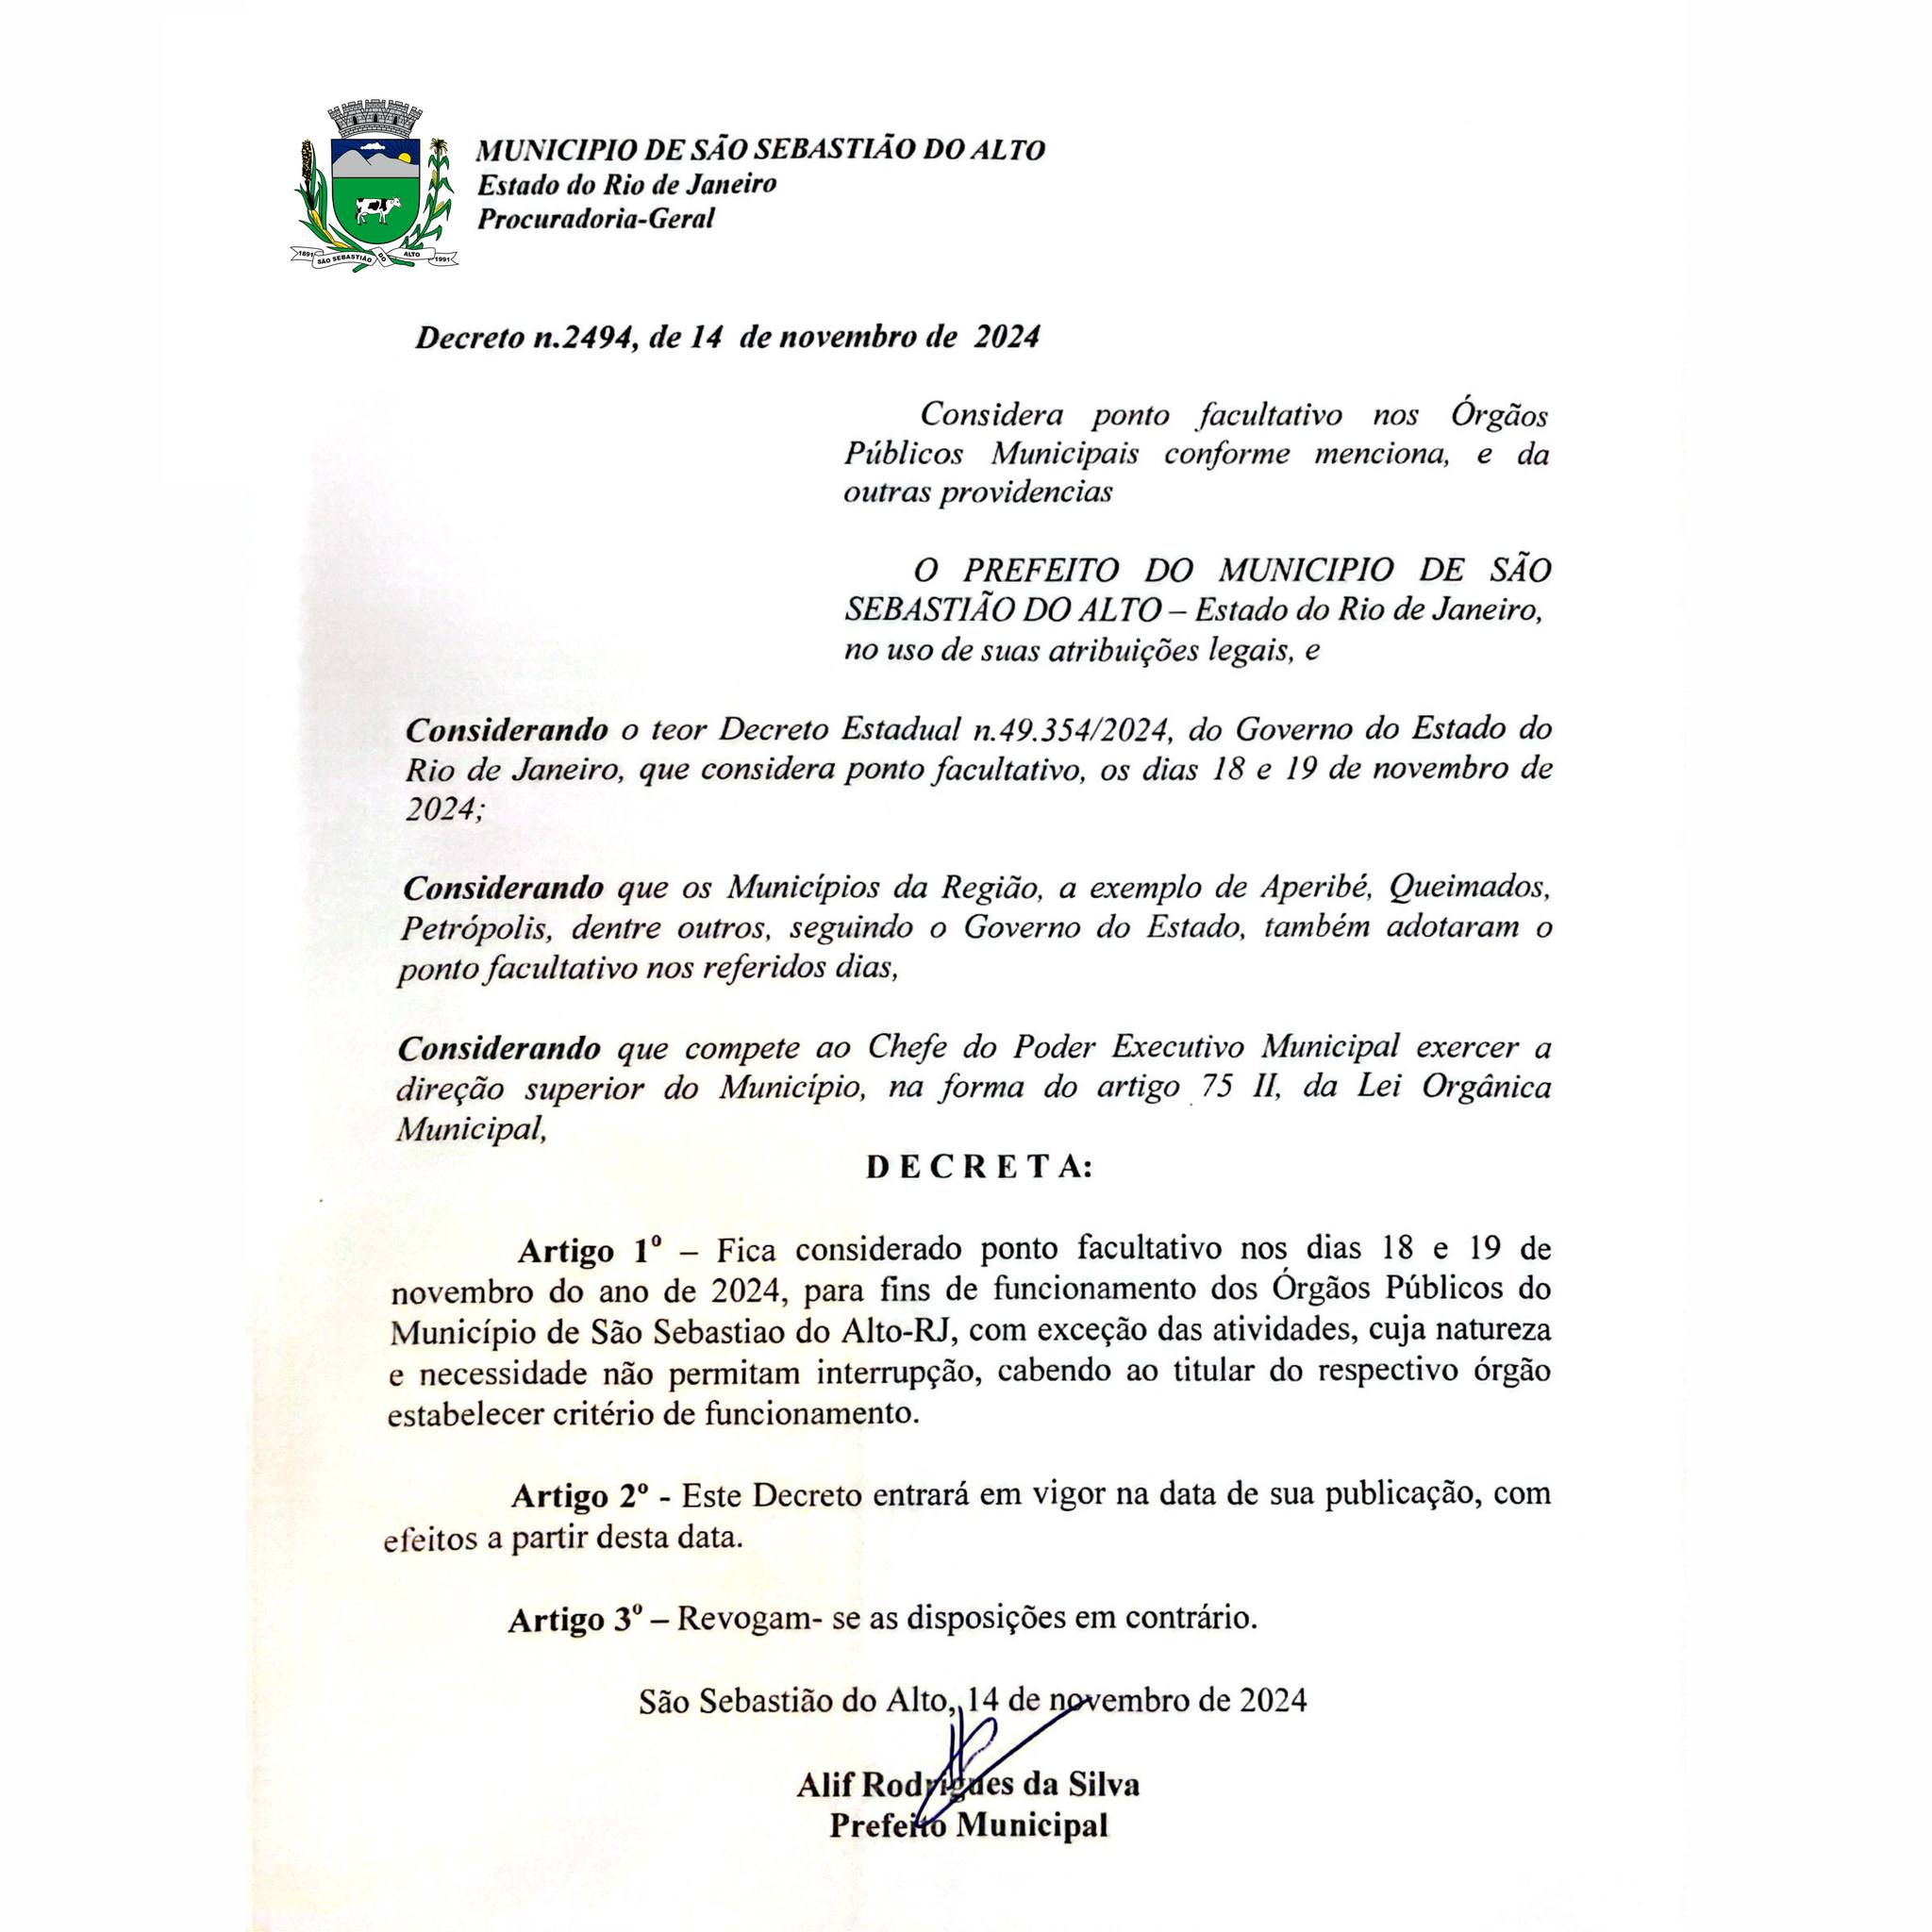 MUNICIPIO DE SÃO SEBASTIÃO DO ALTO
Estado do Rio de Janeiro
Procuradoria-Geral
1891 SÃO SEBASTIÃO DO ALTO 1991
Decreto n.2494, de 14 de novembro de 2024
Considera ponto facultativo nos Órgãos
Públicos Municipais conforme menciona, e da
outras providencias
O PREFEITO DO MUNICIPIO DE SÃO
SEBASTIÃO DO ALTO – Estado do Rio de Janeiro,
no uso de suas atribuições legais, e
Considerando o teor Decreto Estadual n.49.354/2024, do Governo do Estado do
Rio de Janeiro, que considera ponto facultativo, os dias 18 e 19 de novembro de
2024;
Considerando que os Municípios da Região, a exemplo de Aperibé, Queimados,
Petrópolis, dentre outros, seguindo o Governo do Estado, também adotaram o
ponto facultativo nos referidos dias,
Considerando que compete ao Chefe do Poder Executivo Municipal exercer a
direção superior do Município, na forma do artigo 75 II, da Lei Orgânica
Municipal,
D E C R E T A:
Artigo 1º – Fica considerado ponto facultativo nos dias 18 e 19 de
novembro do ano de 2024, para fins de funcionamento dos Órgãos Públicos do
Município de São Sebastiao do Alto-RJ, com exceção das atividades, cuja natureza
e necessidade não permitam interrupção, cabendo ao titular do respectivo órgão
estabelecer critério de funcionamento.
Artigo 2º - Este Decreto entrará em vigor na data de sua publicação, com
efeitos a partir desta data.
Artigo 3º – Revogam- se as disposições em contrário.
São Sebastião do Alto, 14 de novembro de 2024
Alif Rodrigues da Silva
Prefeito Municipal